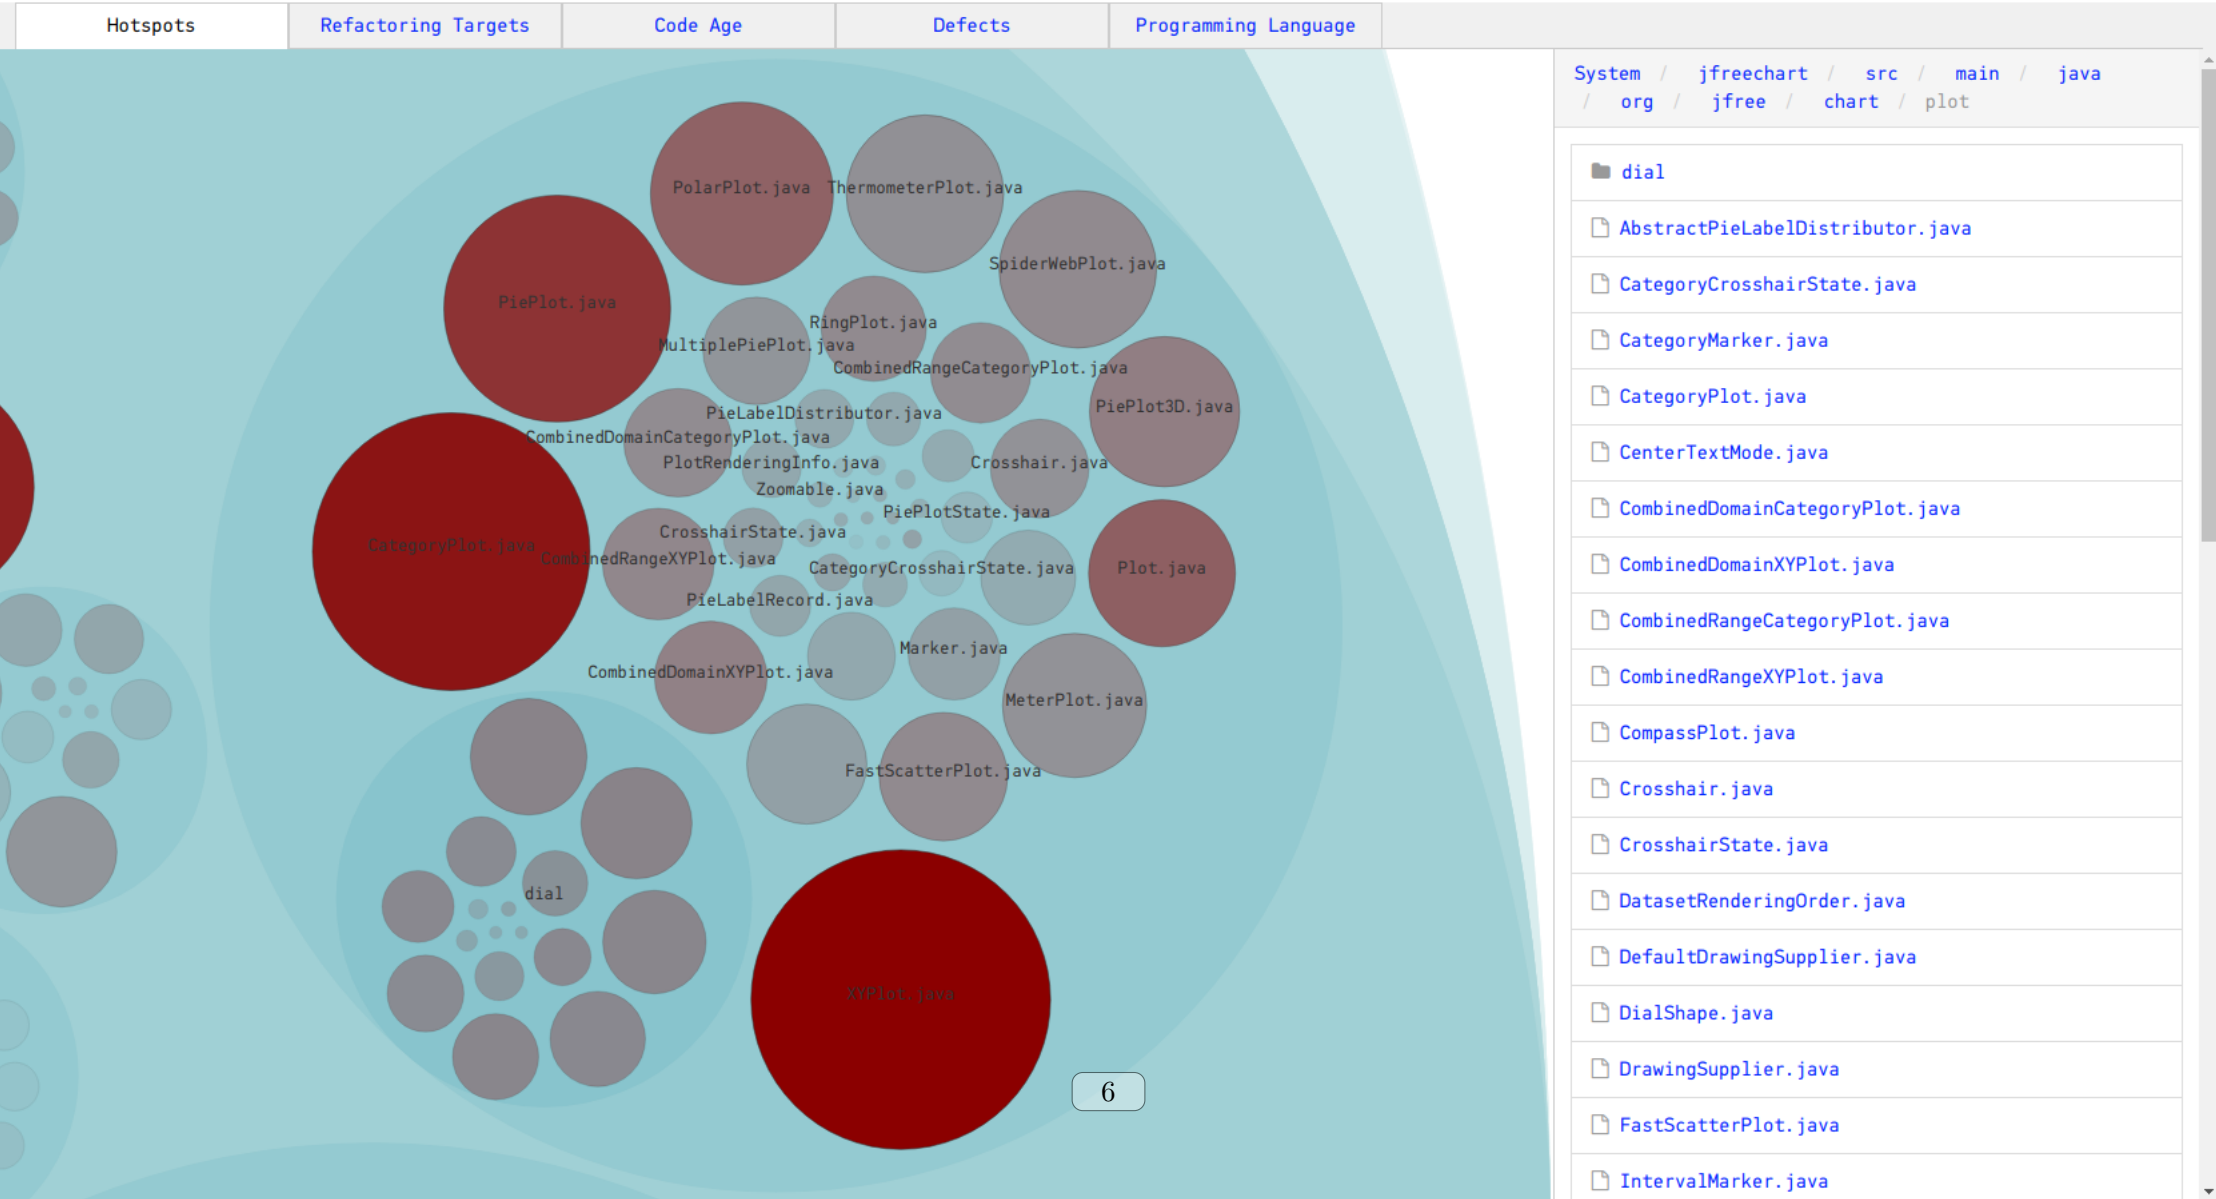 Hotspots
Refactoring Targets
Code Age
Defects
Programming Language
System / jfreechart / src / main / java
/ org / jfree / chart / plot
dial
AbstractPieLabelDistributor.java
CategoryCrosshairState.java
CategoryMarker.java
CategoryPlot.java
CenterTextMode.java
CombinedDomainCategoryPlot.java
CombinedDomainXYPlot.java
CombinedRangeCategoryPlot.java
CombinedRangeXYPlot.java
CompassPlot.java
Crosshair.java
CrosshairState.java
DatasetRenderingOrder.java
DefaultDrawingSupplier.java
DialShape.java
DrawingSupplier.java
FastScatterPlot.java
IntervalMarker.java
PolarPlot.java
ThermometerPlot.java
SpiderWebPlot.java
PiePlot.java
RingPlot.java
MultiplePiePlot.java
CombinedRangeCategoryPlot.java
PiePlot3D.java
PieLabelDistributor.java
CombinedDomainCategoryPlot.java
PlotRenderingInfo.java
Crosshair.java
Zoomable.java
PiePlotState.java
CrosshairState.java
CategoryPlot.java
CombinedRangeXYPlot.java
CategoryCrosshairState.java
Plot.java
PieLabelRecord.java
Marker.java
CombinedDomainXYPlot.java
MeterPlot.java
FastScatterPlot.java
dial
XYPlot.java
6